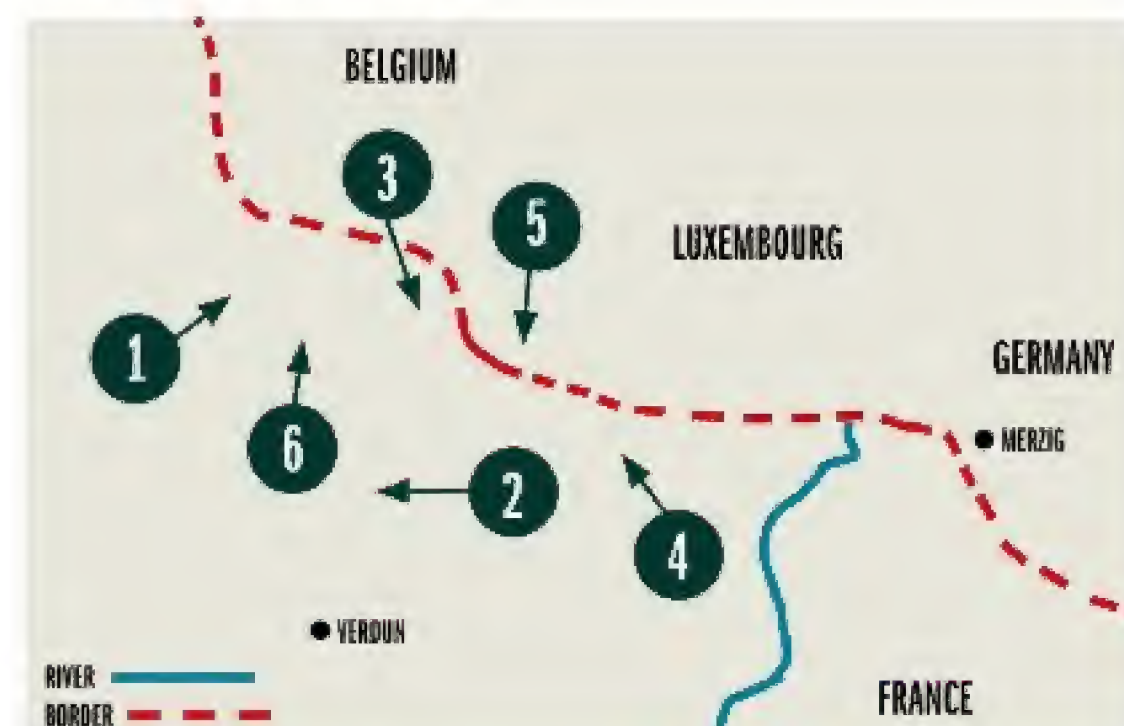 BELGIUM
3
5
LUXEMBOURG
1
GERMANY
MERZIG
6
2
4
VERDUN
RIVER
FRANCE
BORDER